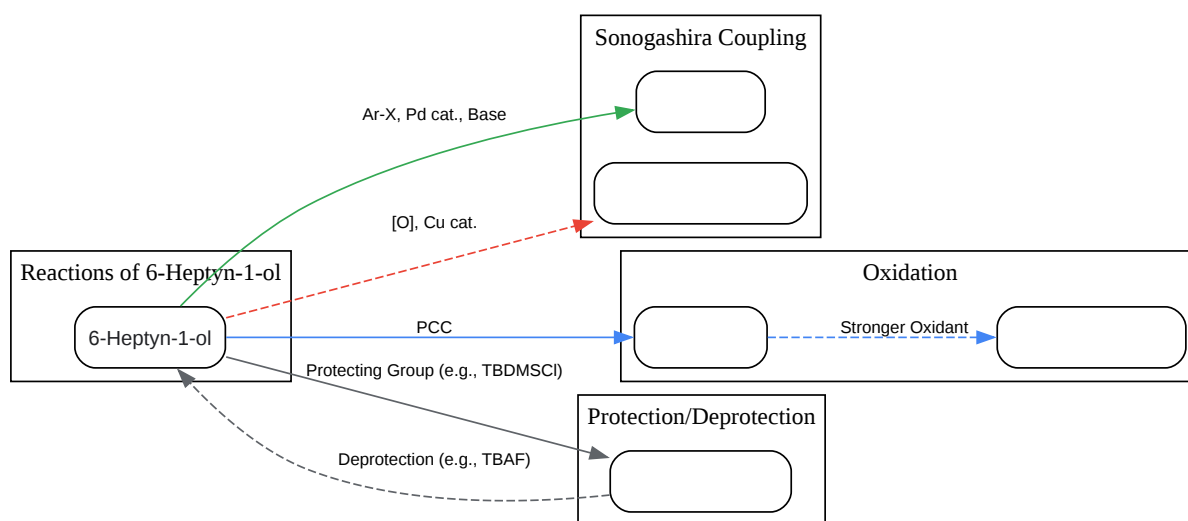 Sonogashira Coupling
Ar-X, Pd cat., Base
[O], Cu cat.
Reactions of 6-Heptyn-1-ol
Oxidation
6-Heptyn-1-ol
PCC
Stronger Oxidant
Protecting Group (e.g., TBDMSCl)
Protection/Deprotection
Deprotection (e.g., TBAF)